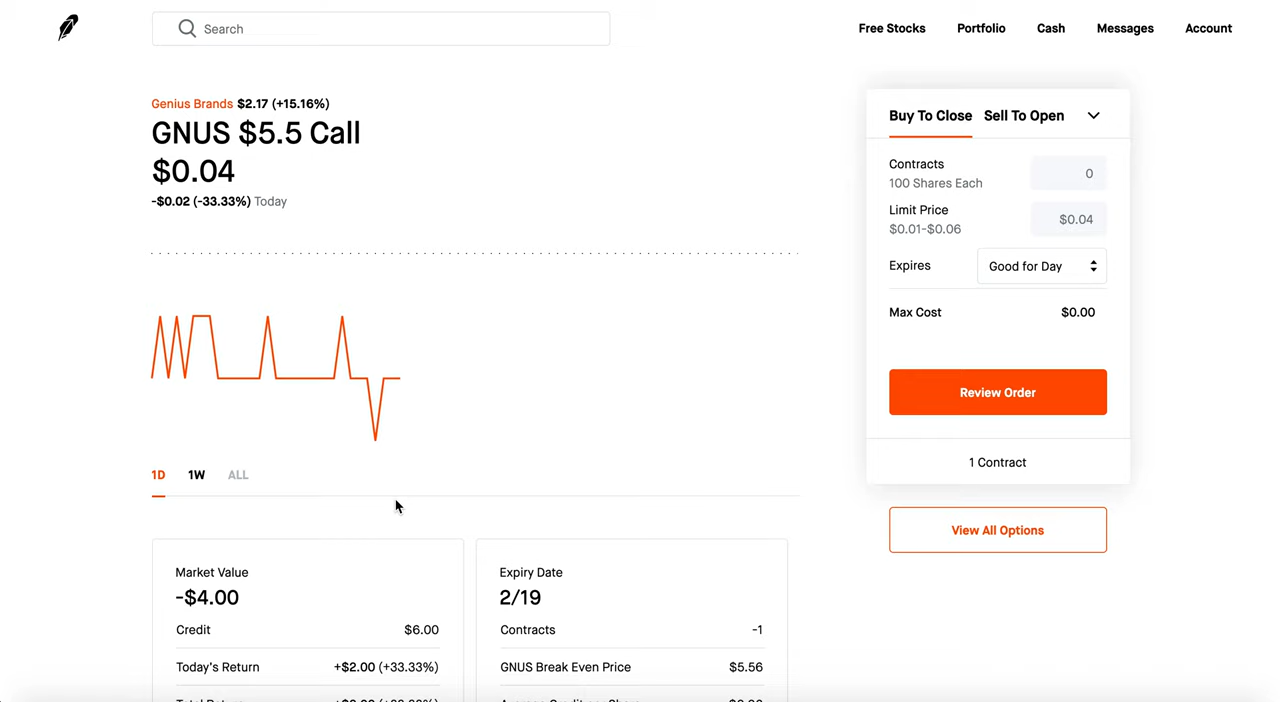 Search
Free Stocks Portfolio Cash Messages Account
Genius Brands $2.17 (+15.16%)
GNUS $5.5 Call
$0.04
-$0.02 (-33.33%) Today
1D 1W ALL
Buy To Close Sell To Open
Contracts 0
100 Shares Each
Limit Price $0.04
$0.01-$0.06
Expires Good for Day
Max Cost $0.00
Review Order
1 Contract
View All Options
Market Value
-$4.00
Credit $6.00
Today's Return +$2.00 (+33.33%)
Expiry Date
2/19
Contracts -1
GNUS Break Even Price $5.56